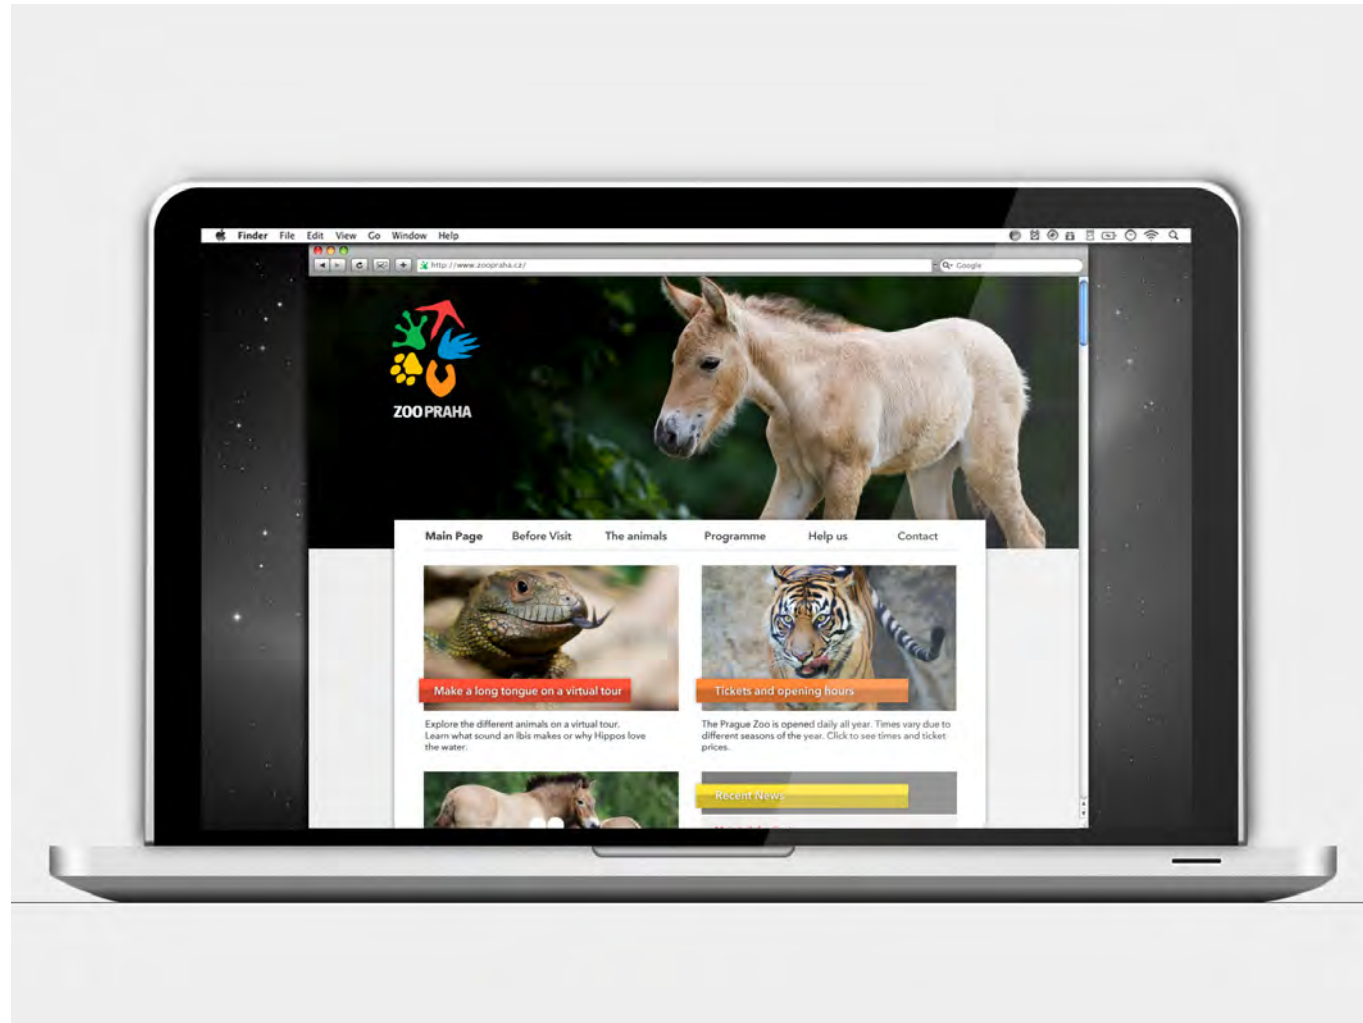 Finder File Edit View Go Window Help
http://www.zoopraha.cz/
Google
ZOO PRAHA
Main Page Before Visit The animals Programme Help us Contact
Make a long tongue on a virtual tour
Explore the different animals on a virtual tour.
Learn what sound an Ibis makes or why Hippos love
the water.
Tickets and opening hours
The Prague Zoo is opened daily all year. Times vary due to
different seasons of the year. Click to see times and ticket
prices.
Recent News